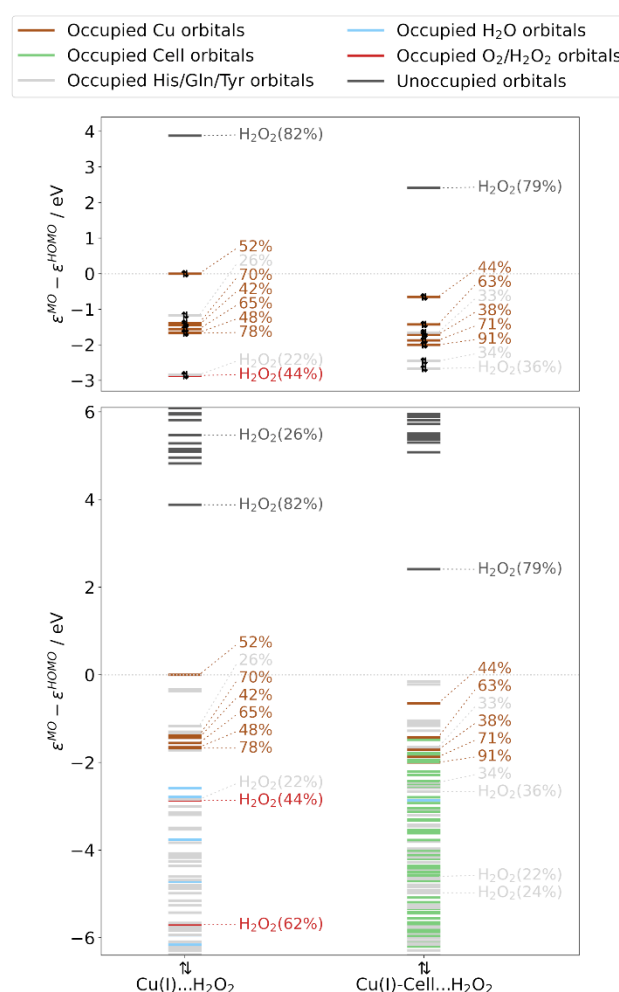 Occupied Cu orbitals
Occupied Cell orbitals
Occupied His/Gln/Tyr orbitals
Occupied H₂O orbitals
Occupied O₂/H₂O₂ orbitals
Unoccupied orbitals
ε^MO − ε^HOMO / eV
4
3
2
1
0
−1
−2
−3
H₂O₂(82%)
52%
26%
70%
42%
65%
48%
78%
H₂O₂(22%)
H₂O₂(44%)
H₂O₂(79%)
44%
63%
33%
38%
71%
91%
34%
H₂O₂(36%)
ε^MO − ε^HOMO / eV
6
4
2
0
−2
−4
−6
H₂O₂(26%)
H₂O₂(82%)
52%
26%
70%
42%
65%
48%
78%
H₂O₂(22%)
H₂O₂(44%)
H₂O₂(62%)
H₂O₂(79%)
44%
63%
33%
38%
71%
91%
34%
H₂O₂(36%)
H₂O₂(22%)
H₂O₂(24%)
⥮
Cu(I)...H₂O₂
⥮
Cu(I)-Cell...H₂O₂